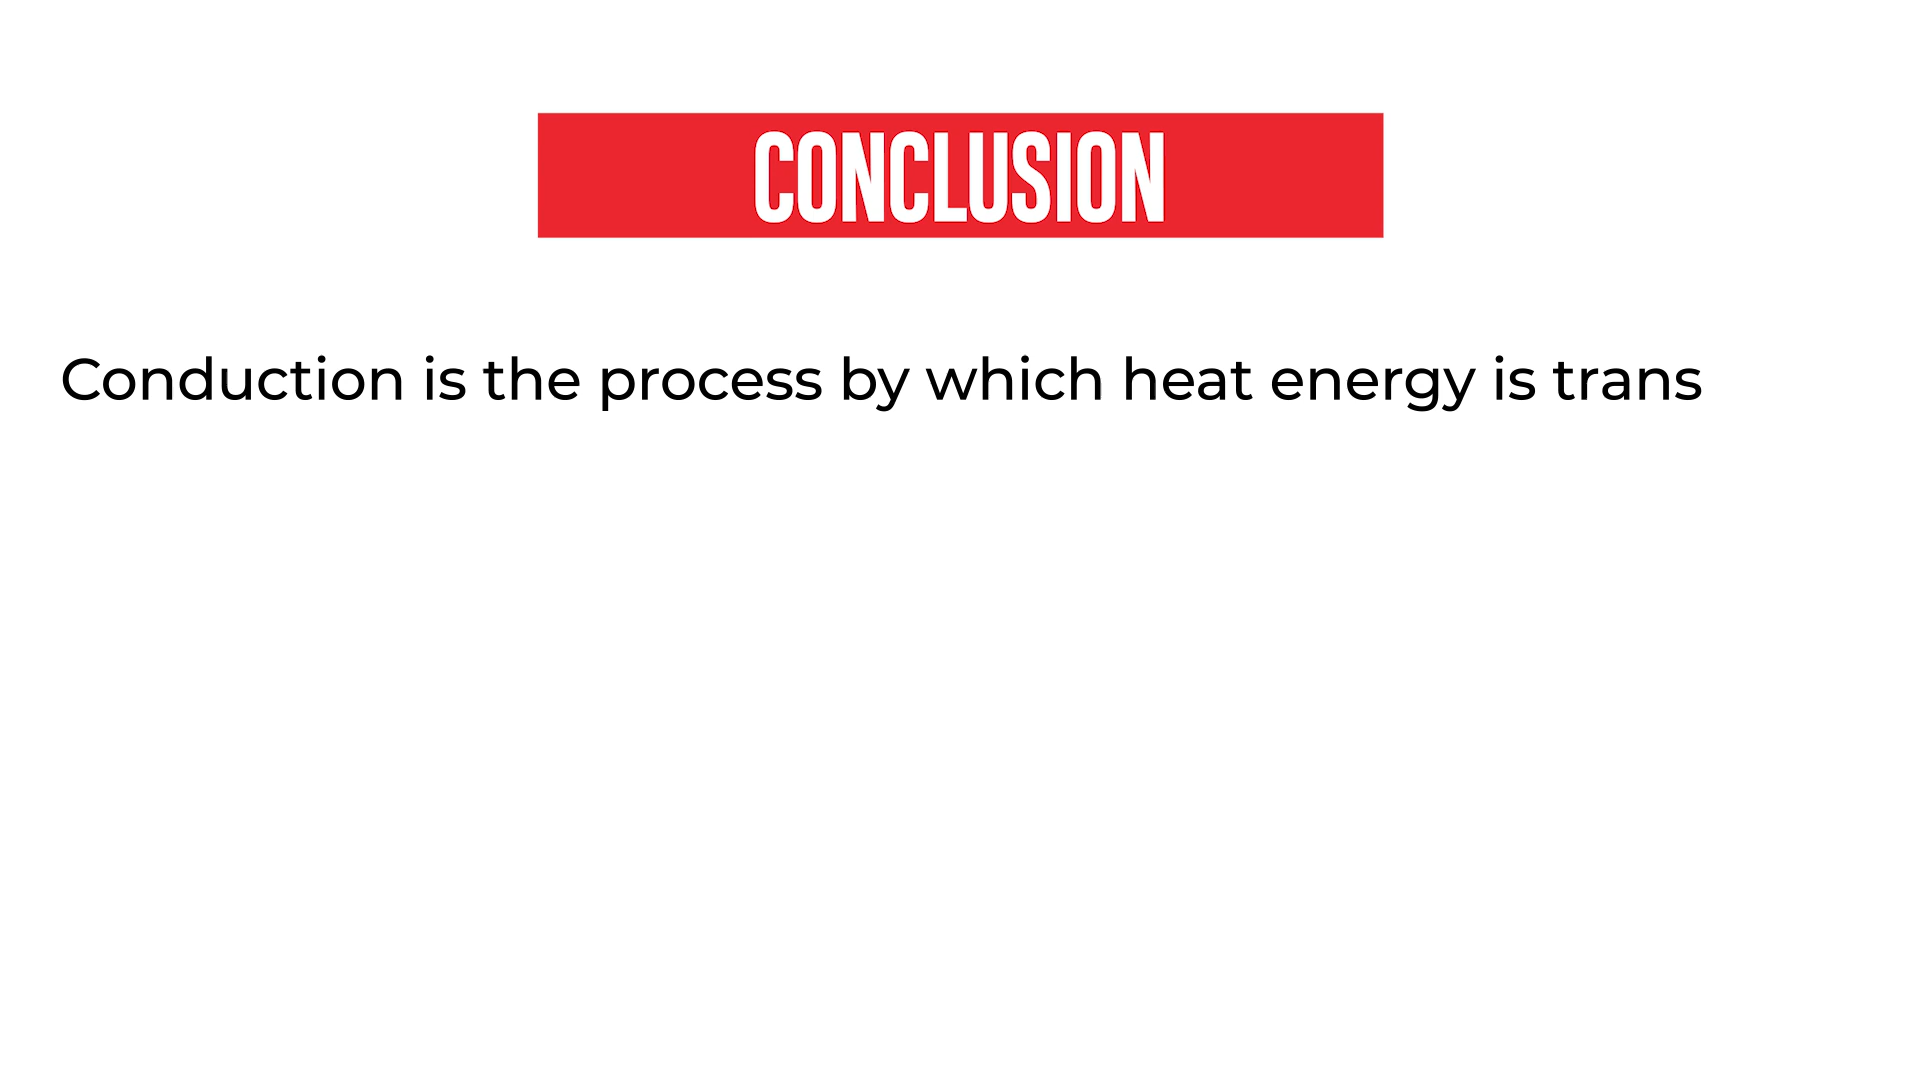 CONCLUSION
Conduction is the process by which heat energy is trans